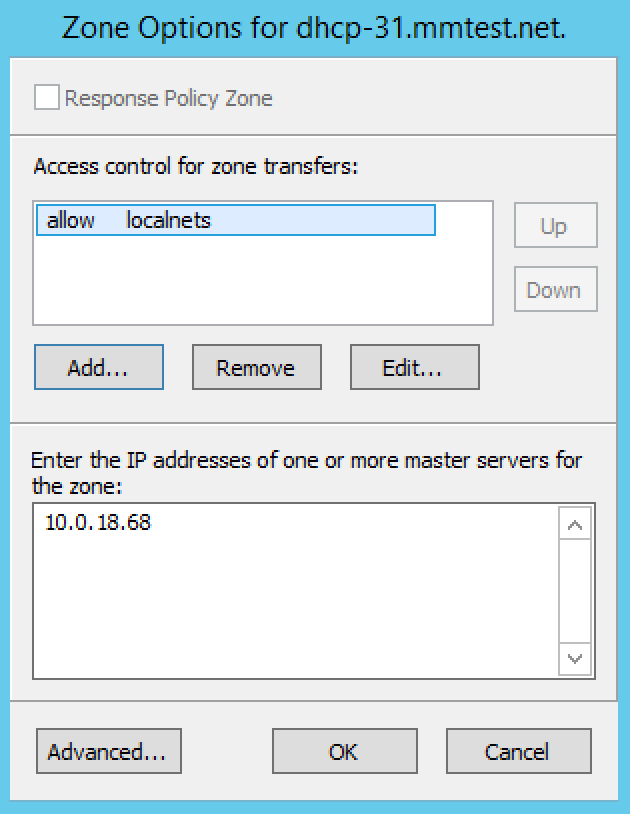 Zone Options for dhcp-31.mmtest.net.
Response Policy Zone
Access control for zone transfers:
allow localnets
Up
Down
Add...
Remove
Edit...
Enter the IP addresses of one or more master servers for
the zone:
10.0.18.68
Advanced...
OK
Cancel